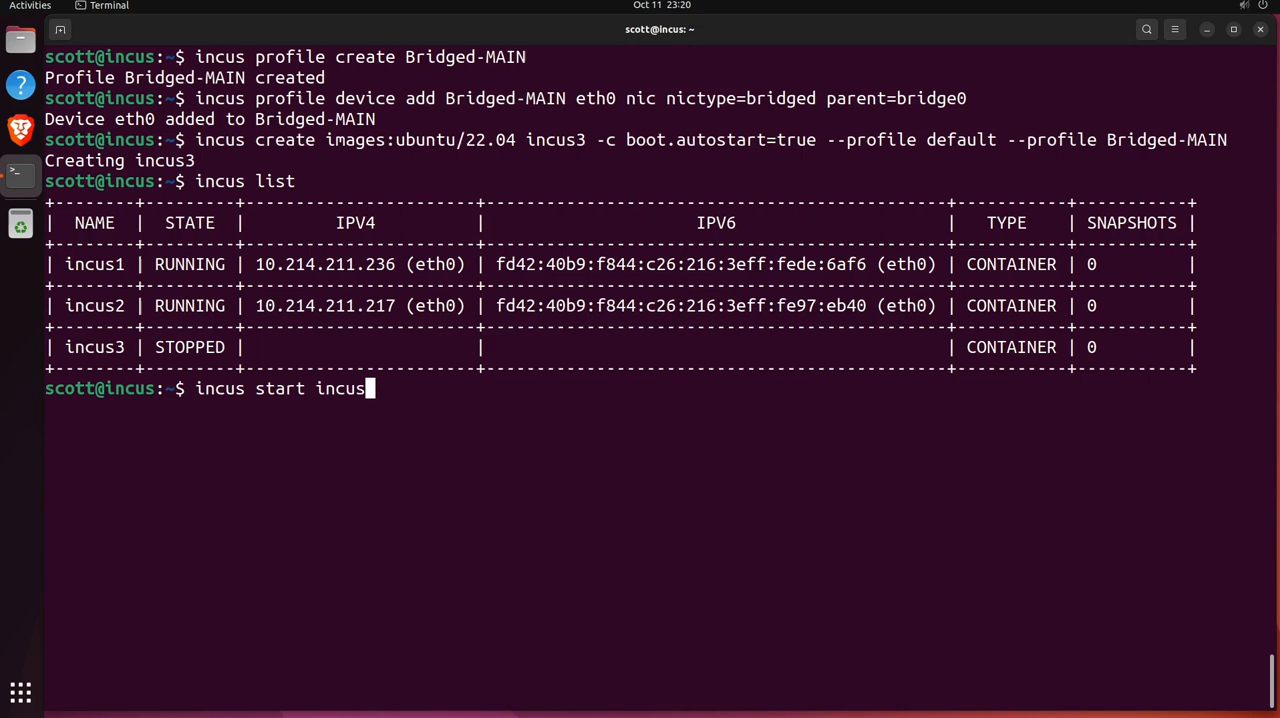 Activities Terminal Oct 11 23:20
scott@incus: ~
scott@incus:~$ incus profile create Bridged-MAIN
Profile Bridged-MAIN created
scott@incus:~$ incus profile device add Bridged-MAIN eth0 nic nictype=bridged parent=bridge0
Device eth0 added to Bridged-MAIN
scott@incus:~$ incus create images:ubuntu/22.04 incus3 -c boot.autostart=true --profile default --profile Bridged-MAIN
Creating incus3
scott@incus:~$ incus list
+--------+---------+-----------------------+-----------------------------------------------+-----------+-----------+
| NAME | STATE | IPV4 | IPV6 | TYPE | SNAPSHOTS |
+--------+---------+-----------------------+-----------------------------------------------+-----------+-----------+
| incus1 | RUNNING | 10.214.211.236 (eth0) | fd42:40b9:f844:c26:216:3eff:fede:6af6 (eth0) | CONTAINER | 0 |
+--------+---------+-----------------------+-----------------------------------------------+-----------+-----------+
| incus2 | RUNNING | 10.214.211.217 (eth0) | fd42:40b9:f844:c26:216:3eff:fe97:eb40 (eth0) | CONTAINER | 0 |
+--------+---------+-----------------------+-----------------------------------------------+-----------+-----------+
| incus3 | STOPPED | | | CONTAINER | 0 |
+--------+---------+-----------------------+-----------------------------------------------+-----------+-----------+
scott@incus:~$ incus start incus